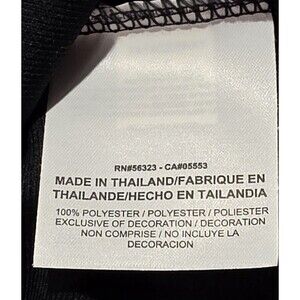 RN#56323 - CA#05553
MADE IN THAILAND/FABRIQUE EN
THAILANDE/HECHO EN TAILANDIA
100% POLYESTER / POLYESTER / POLIESTER
EXCLUSIVE OF DECORATION / DECORATION
NON COMPRISE / NO INCLUYE LA
DECORACION